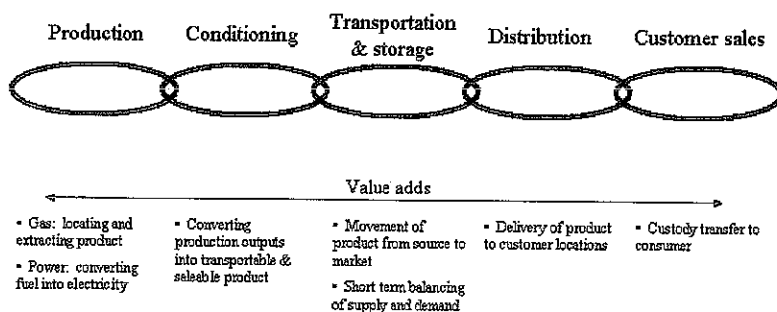 Production
Conditioning
Transportation
& storage
Distribution
Customer sales
Value adds
▪ Gas: locating and
extracting product
▪ Power: converting
fuel into electricity
▪ Converting
production outputs
into transportable &
saleable product
▪ Movement of
product from source to
market
▪ Short term balancing
of supply and demand
▪ Delivery of product
to customer locations
▪ Custody transfer to
consumer